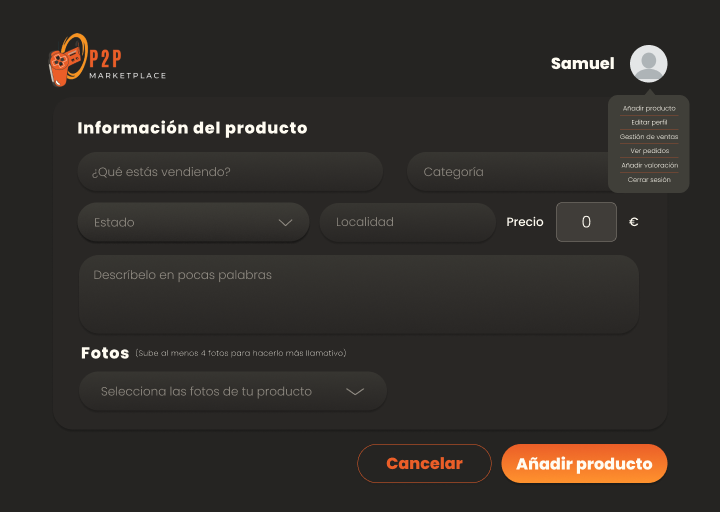 P2P
MARKETPLACE
Samuel
Añadir producto
Editar perfil
Gestión de ventas
Ver pedidos
Añadir valoración
Cerrar sesión
Información del producto
¿Qué estás vendiendo?
Categoría
Estado
Localidad
Precio
0
€
Descríbelo en pocas palabras
Fotos (Sube al menos 4 fotos para hacerlo más llamativo)
Selecciona las fotos de tu producto
Cancelar
Añadir producto